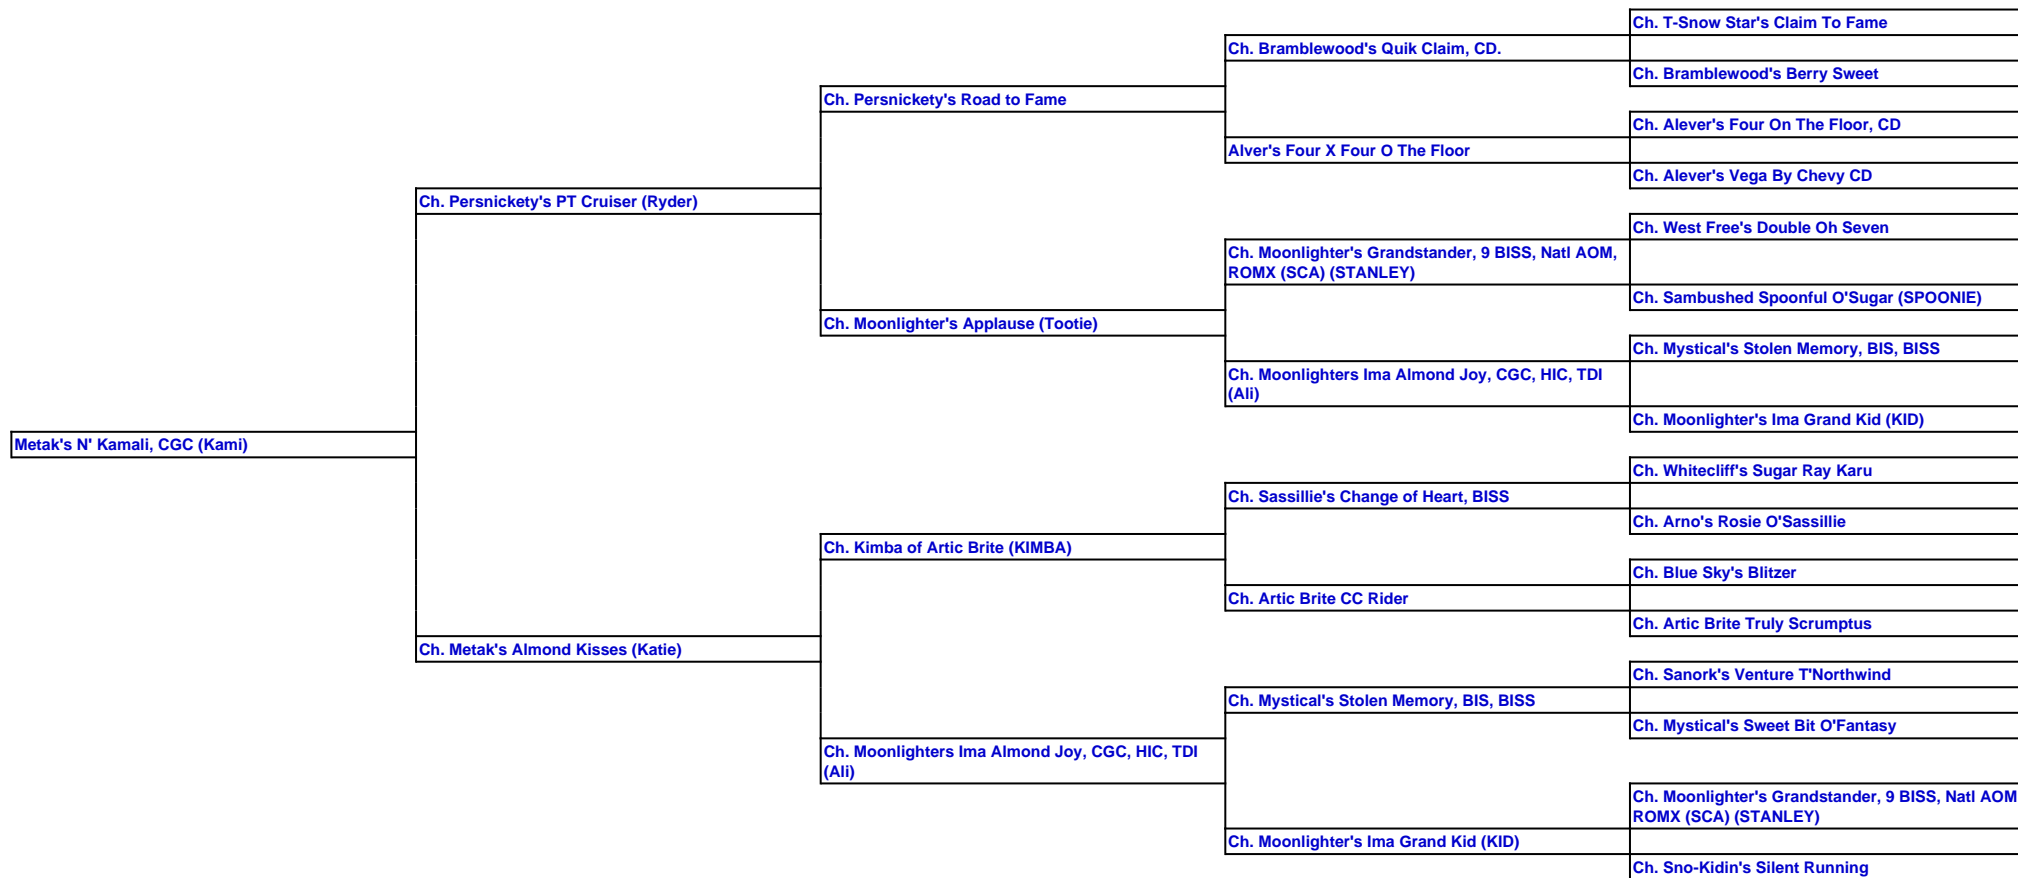 Ch. T-Snow Star's Claim To Fame
Ch. Bramblewood's Quik Claim, CD.
Ch. Bramblewood's Berry Sweet
Ch. Persnickety's Road to Fame
Ch. Alever's Four On The Floor, CD
Alver's Four X Four O The Floor
Ch. Alever's Vega By Chevy CD
Ch. Persnickety's PT Cruiser (Ryder)
Ch. West Free's Double Oh Seven
Ch. Moonlighter's Grandstander, 9 BISS, Natl AOM,
ROMX (SCA) (STANLEY)
Ch. Sambushed Spoonful O'Sugar (SPOONIE)
Ch. Moonlighter's Applause (Tootie)
Ch. Mystical's Stolen Memory, BIS, BISS
Ch. Moonlighters Ima Almond Joy, CGC, HIC, TDI
(Ali)
Ch. Moonlighter's Ima Grand Kid (KID)
Metak's N' Kamali, CGC (Kami)
Ch. Whitecliff's Sugar Ray Karu
Ch. Sassillie's Change of Heart, BISS
Ch. Arno's Rosie O'Sassillie
Ch. Kimba of Artic Brite (KIMBA)
Ch. Blue Sky's Blitzer
Ch. Artic Brite CC Rider
Ch. Artic Brite Truly Scrumptus
Ch. Metak's Almond Kisses (Katie)
Ch. Sanork's Venture T'Northwind
Ch. Mystical's Stolen Memory, BIS, BISS
Ch. Mystical's Sweet Bit O'Fantasy
Ch. Moonlighters Ima Almond Joy, CGC, HIC, TDI
(Ali)
Ch. Moonlighter's Grandstander, 9 BISS, Natl AOM
ROMX (SCA) (STANLEY)
Ch. Moonlighter's Ima Grand Kid (KID)
Ch. Sno-Kidin's Silent Running